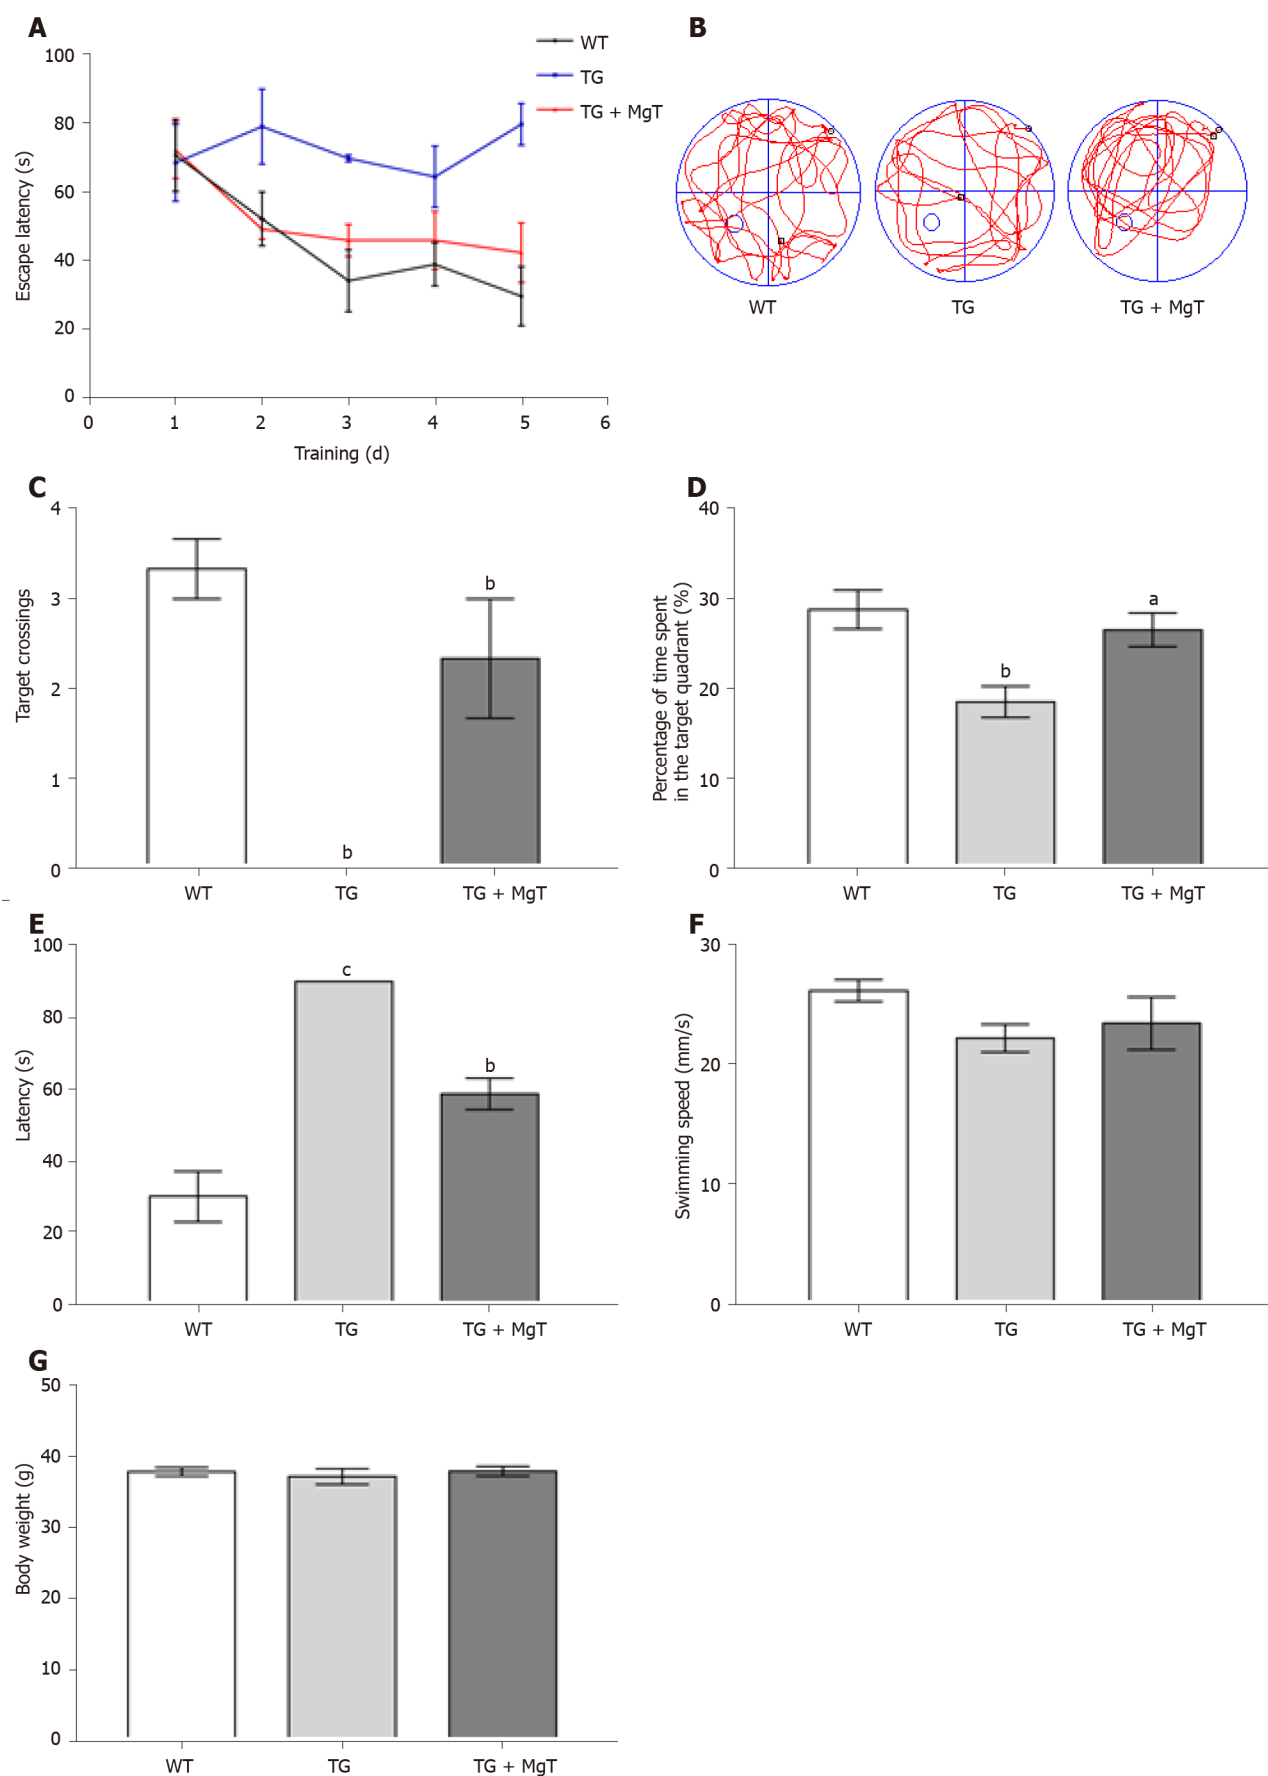 A
WT
TG
TG + MgT
100
80
60
40
20
0
Escape latency (s)
0 1 2 3 4 5 6
Training (d)
B
WT TG TG + MgT
C
4
3
2
1
0
Target crossings
b
b
WT TG TG + MgT
D
40
30
20
10
0
Percentage of time spent
in the target quadrant (%)
b
a
WT TG TG + MgT
E
100
80
60
40
20
0
Latency (s)
c
b
WT TG TG + MgT
F
30
20
10
0
Swimming speed (mm/s)
WT TG TG + MgT
G
50
40
30
20
10
0
Body weight (g)
WT TG TG + MgT